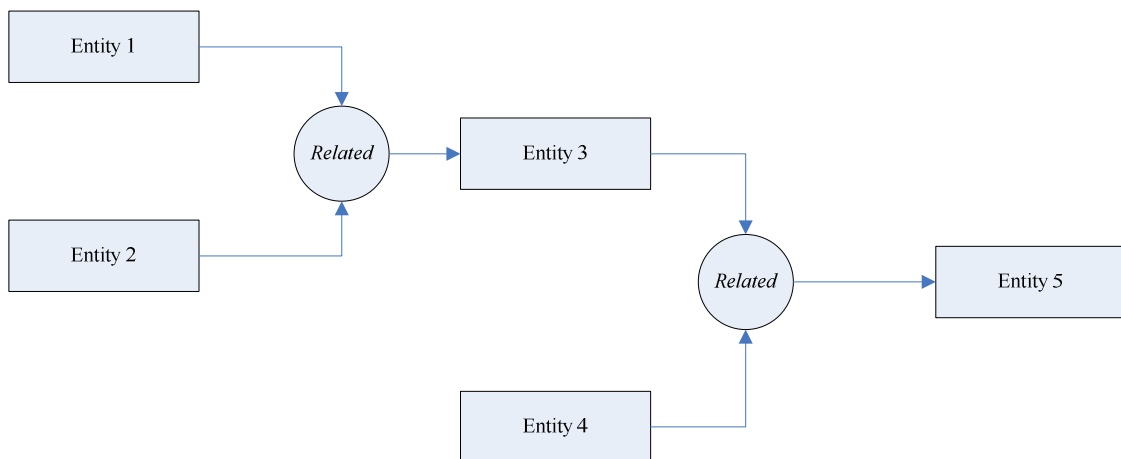 Entity 1
Related
Entity 3
Entity 2
Related
Entity 5
Entity 4